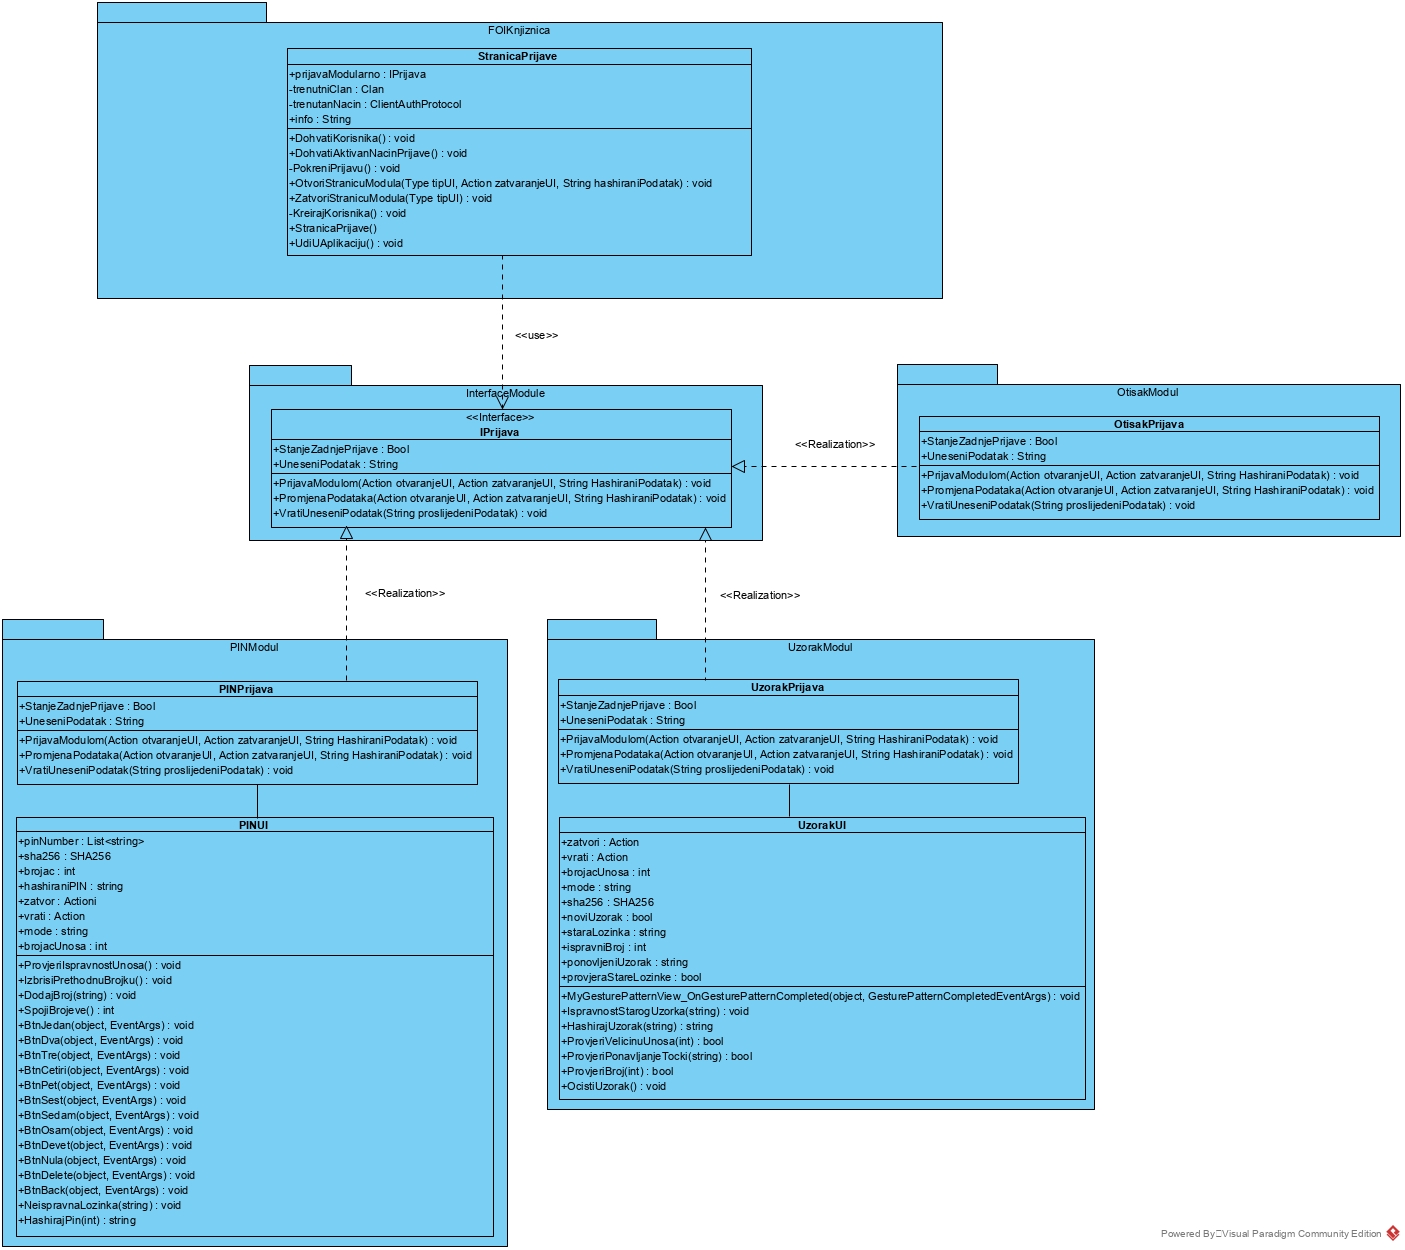 FOIKnjiznica
StranicaPrijave
+prijavaModularno : IPrijava
-trenutniClan : Clan
-trenutanNacin : ClientAuthProtocol
+info : String
+DohvatiKorisnika() : void
+DohvatiAktivanNacinPrijave() : void
-PokreniPrijavu() : void
+OtvoriStranicuModula(Type tipUI, Action zatvaranjeUI, String hashiraniPodatak) : void
+ZatvoriStranicuModula(Type tipUI) : void
-KreirajKorisnika() : void
+StranicaPrijave()
+UdiUAplikaciju() : void
<<use>>
InterfaceModule
<<Interface>>
IPrijava
+StanjeZadnjePrijave : Bool
+UneseniPodatak : String
+PrijavaModulom(Action otvaranjeUI, Action zatvaranjeUI, String HashiraniPodatak) : void
+PromjenaPodataka(Action otvaranjeUI, Action zatvaranjeUI, String HashiraniPodatak) : void
+VratiUneseniPodatak(String proslijedeniPodatak) : void
<<Realization>>
OtisakModul
OtisakPrijava
+StanjeZadnjePrijave : Bool
+UneseniPodatak : String
+PrijavaModulom(Action otvaranjeUI, Action zatvaranjeUI, String HashiraniPodatak) : void
+PromjenaPodataka(Action otvaranjeUI, Action zatvaranjeUI, String HashiraniPodatak) : void
+VratiUneseniPodatak(String proslijedeniPodatak) : void
<<Realization>>
<<Realization>>
PINModul
PINPrijava
+StanjeZadnjePrijave : Bool
+UneseniPodatak : String
+PrijavaModulom(Action otvaranjeUI, Action zatvaranjeUI, String HashiraniPodatak) : void
+PromjenaPodataka(Action otvaranjeUI, Action zatvaranjeUI, String HashiraniPodatak) : void
+VratiUneseniPodatak(String proslijedeniPodatak) : void
PINUI
+pinNumber : List<string>
+sha256 : SHA256
+brojac : int
+hashiraniPIN : string
+zatvor : Actioni
+vrati : Action
+mode : string
+brojacUnosa : int
+ProvjeriIspravnostUnosa() : void
+IzbrisiPrethodnuBrojku() : void
+DodajBroj(string) : void
+SpojiBrojeve() : int
+BtnJedan(object, EventArgs) : void
+BtnDva(object, EventArgs) : void
+BtnTre(object, EventArgs) : void
+BtnCetiri(object, EventArgs) : void
+BtnPet(object, EventArgs) : void
+BtnSest(object, EventArgs) : void
+BtnSedam(object, EventArgs) : void
+BtnOsam(object, EventArgs) : void
+BtnDevet(object, EventArgs) : void
+BtnNula(object, EventArgs) : void
+BtnDelete(object, EventArgs) : void
+BtnBack(object, EventArgs) : void
+NeispravnaLozinka(string) : void
+HashirajPin(int) : string
UzorakModul
UzorakPrijava
+StanjeZadnjePrijave : Bool
+UneseniPodatak : String
+PrijavaModulom(Action otvaranjeUI, Action zatvaranjeUI, String HashiraniPodatak) : void
+PromjenaPodataka(Action otvaranjeUI, Action zatvaranjeUI, String HashiraniPodatak) : void
+VratiUneseniPodatak(String proslijedeniPodatak) : void
UzorakUI
+zatvori : Action
+vrati : Action
+brojacUnosa : int
+mode : string
+sha256 : SHA256
+noviUzorak : bool
+staraLozinka : string
+ispravniBroj : int
+ponovljeniUzorak : string
+provjeraStareLozinke : bool
+MyGesturePatternView_OnGesturePatternCompleted(object, GesturePatternCompletedEventArgs) : void
+IspravnostStarogUzorka(string) : void
+HashirajUzorak(string) : string
+ProvjeriVelicinuUnosa(int) : bool
+ProvjeriPonavljanjeTocki(string) : bool
+ProvjeriBroj(int) : bool
+OcistiUzorak() : void
Powered By Visual Paradigm Community Edition